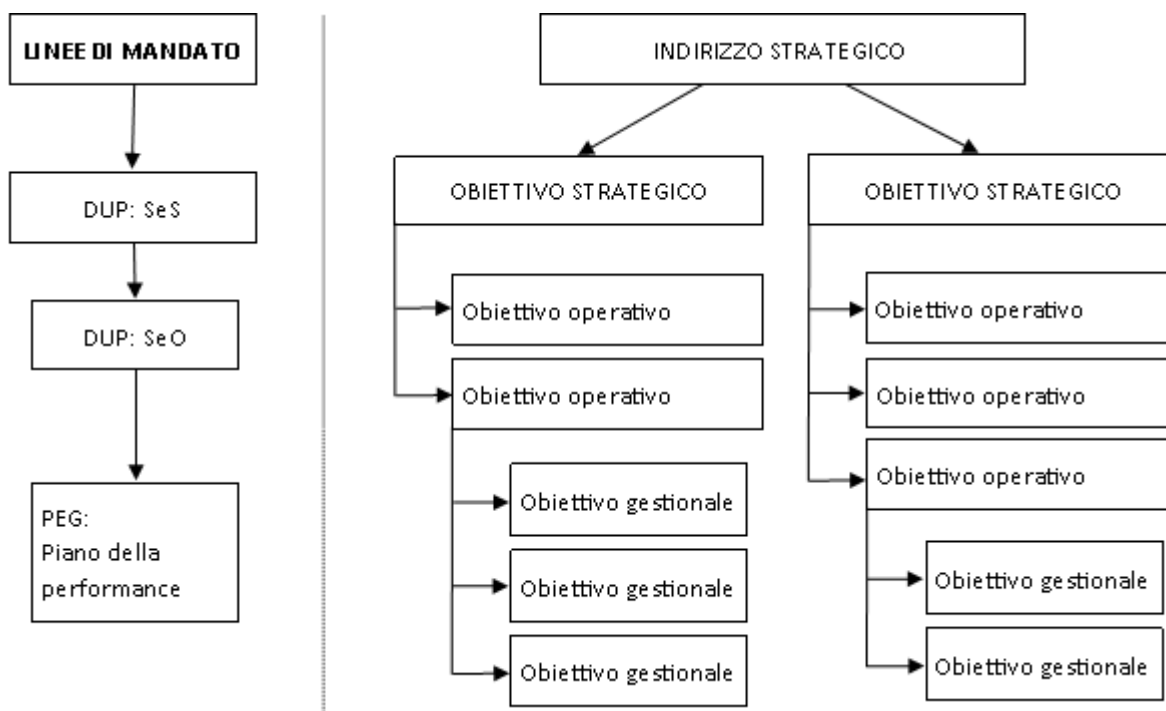 LINEE DI MANDATO
DUP: SeS
DUP: SeO
PEG:
Piano della
performance
INDIRIZZO STRATEGICO
OBIETTIVO STRATEGICO
Obiettivo operativo
Obiettivo operativo
Obiettivo gestionale
Obiettivo gestionale
Obiettivo gestionale
OBIETTIVO STRATEGICO
Obiettivo operativo
Obiettivo operativo
Obiettivo operativo
Obiettivo gestionale
Obiettivo gestionale